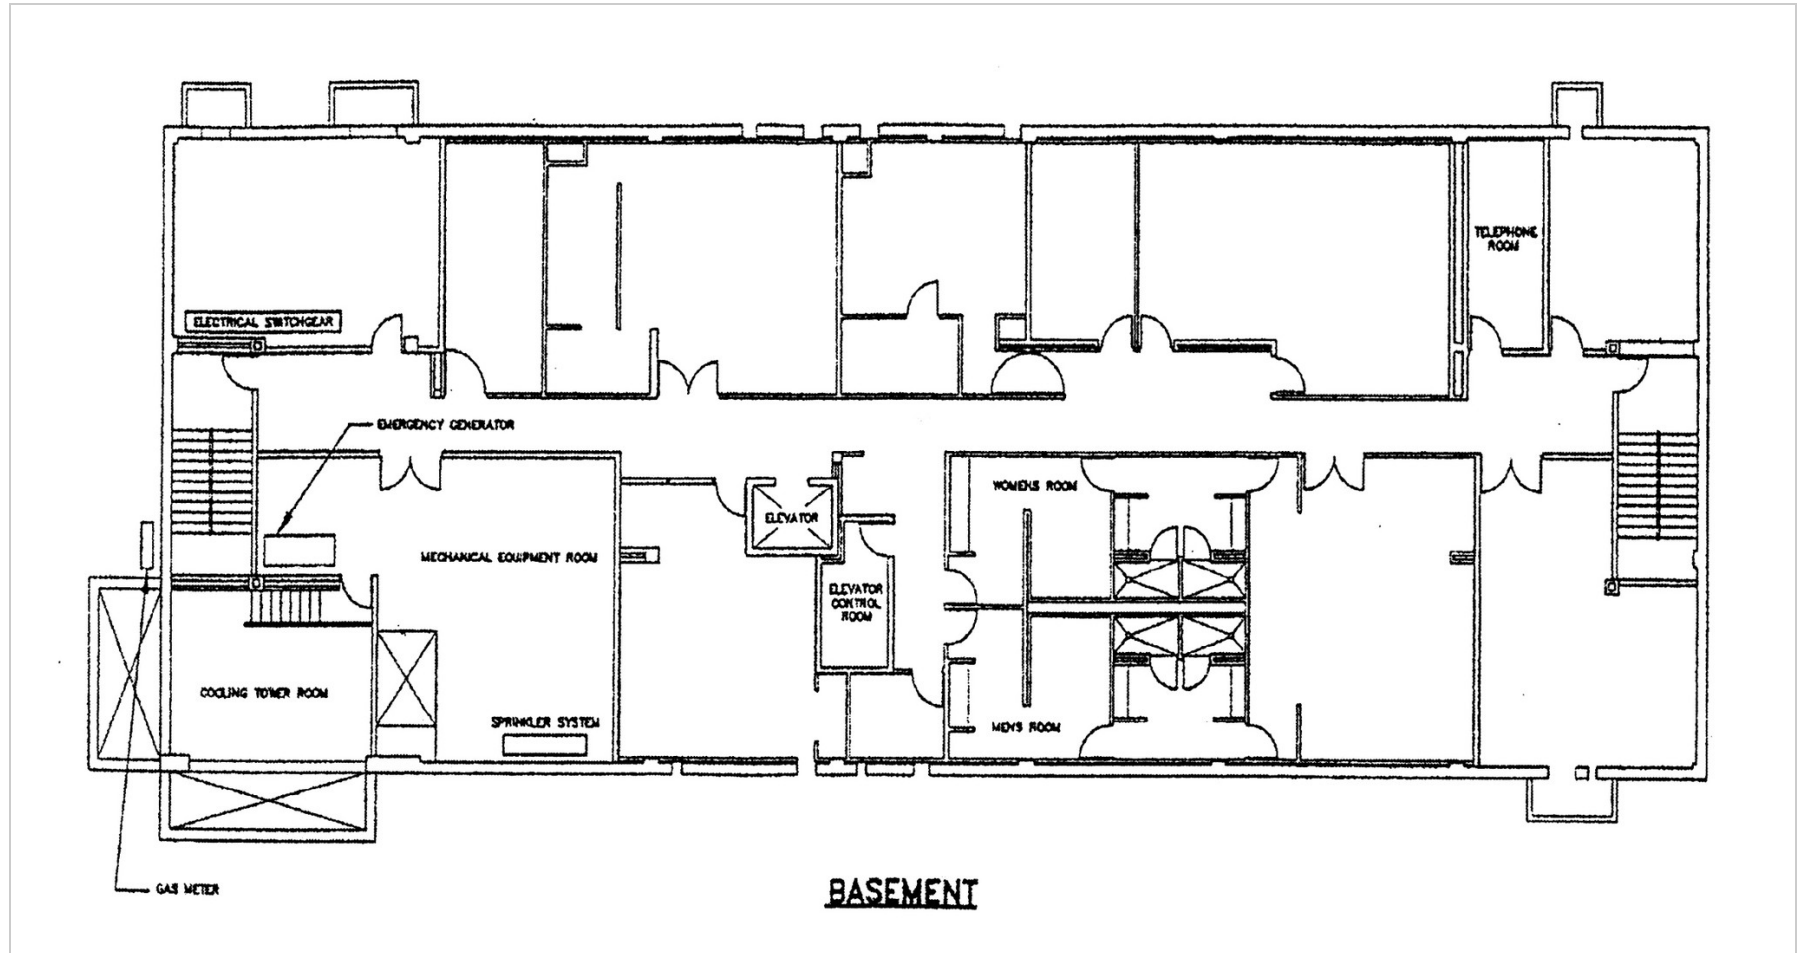 TELEPHONE
ROOM
ELECTRICAL SWITCHGEAR
EMERGENCY GENERATOR
WOMENS ROOM
ELEVATOR
MECHANICAL EQUIPMENT ROOM
ELEVATOR
CONTROL
ROOM
COOLING TOWER ROOM
SPRINKLER SYSTEM
MENS ROOM
GAS METER
BASEMENT